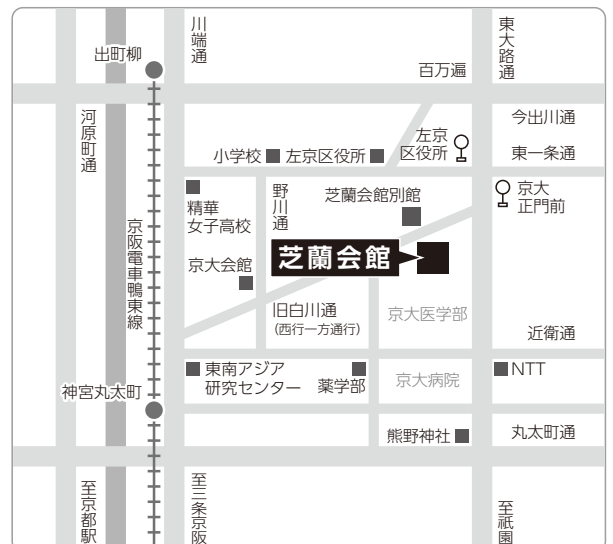 川端通
東大路通
出町柳
百万遍
河原町通
今出川通
左京
区役所
東一条通
小学校
左京区役所
野川通
芝蘭会館別館
京大
正門前
精華
女子高校
京阪電車鴨東線
京大会館
芝蘭会館
旧白川通
(西行一方通行)
京大医学部
近衛通
東南アジア
研究センター
薬学部
京大病院
NTT
神宮丸太町
熊野神社
丸太町通
至京都駅
至三条京阪
至祇園